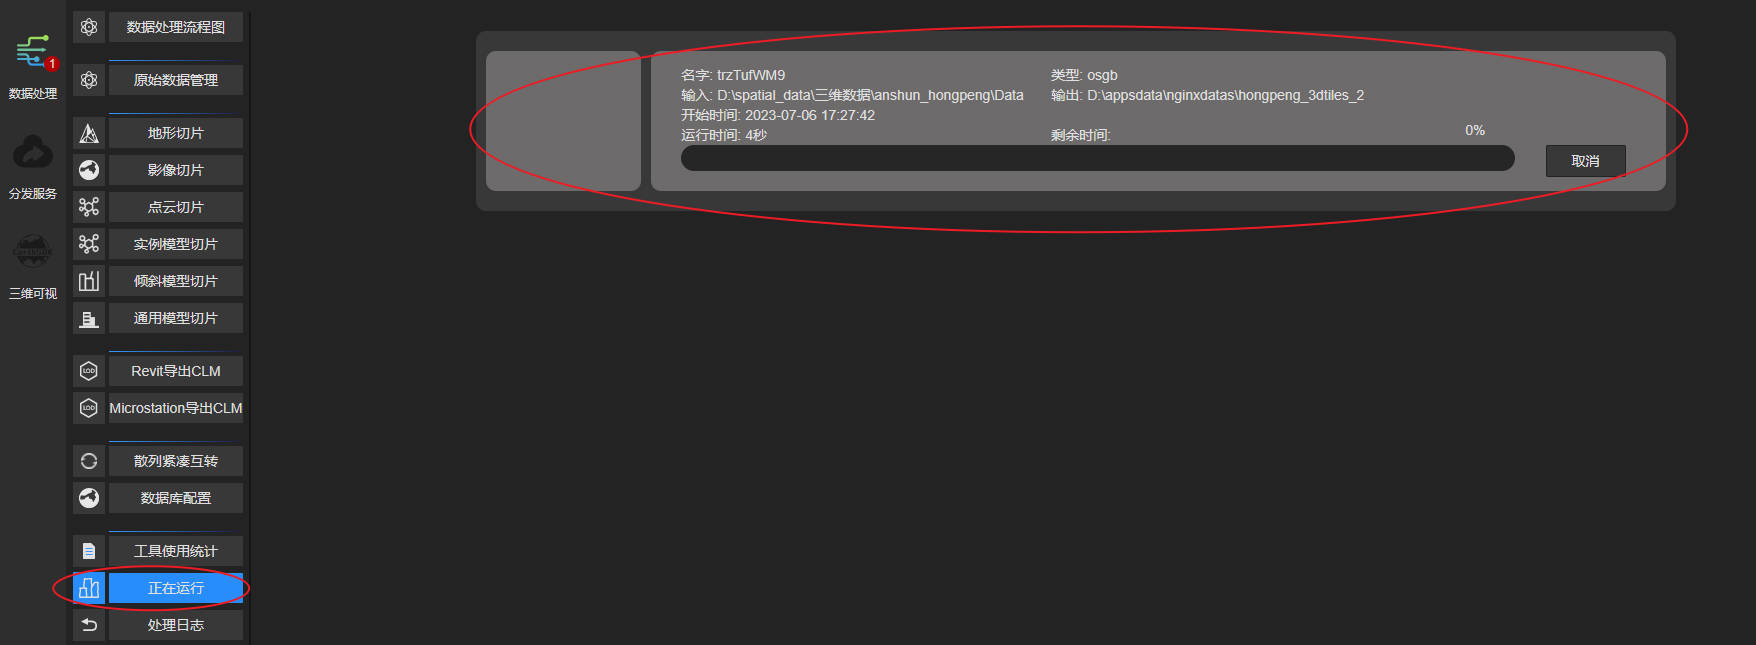 1
数据处理
分发服务
三维可视
数据处理流程图
原始数据管理
地形切片
影像切片
点云切片
实例模型切片
倾斜模型切片
通用模型切片
LOD Revit导出CLM
LOD Microstation导出CLM
散列紧凑互转
数据库配置
工具使用统计
正在运行
处理日志
名字: trzTufWM9 类型: osgb
输入: D:\spatial_data\三维数据\anshun_hongpeng\Data 输出: D:\appsdata\nginxdatas\hongpeng_3dtiles_2
开始时间: 2023-07-06 17:27:42
运行时间: 4秒 剩余时间: 0%
取消